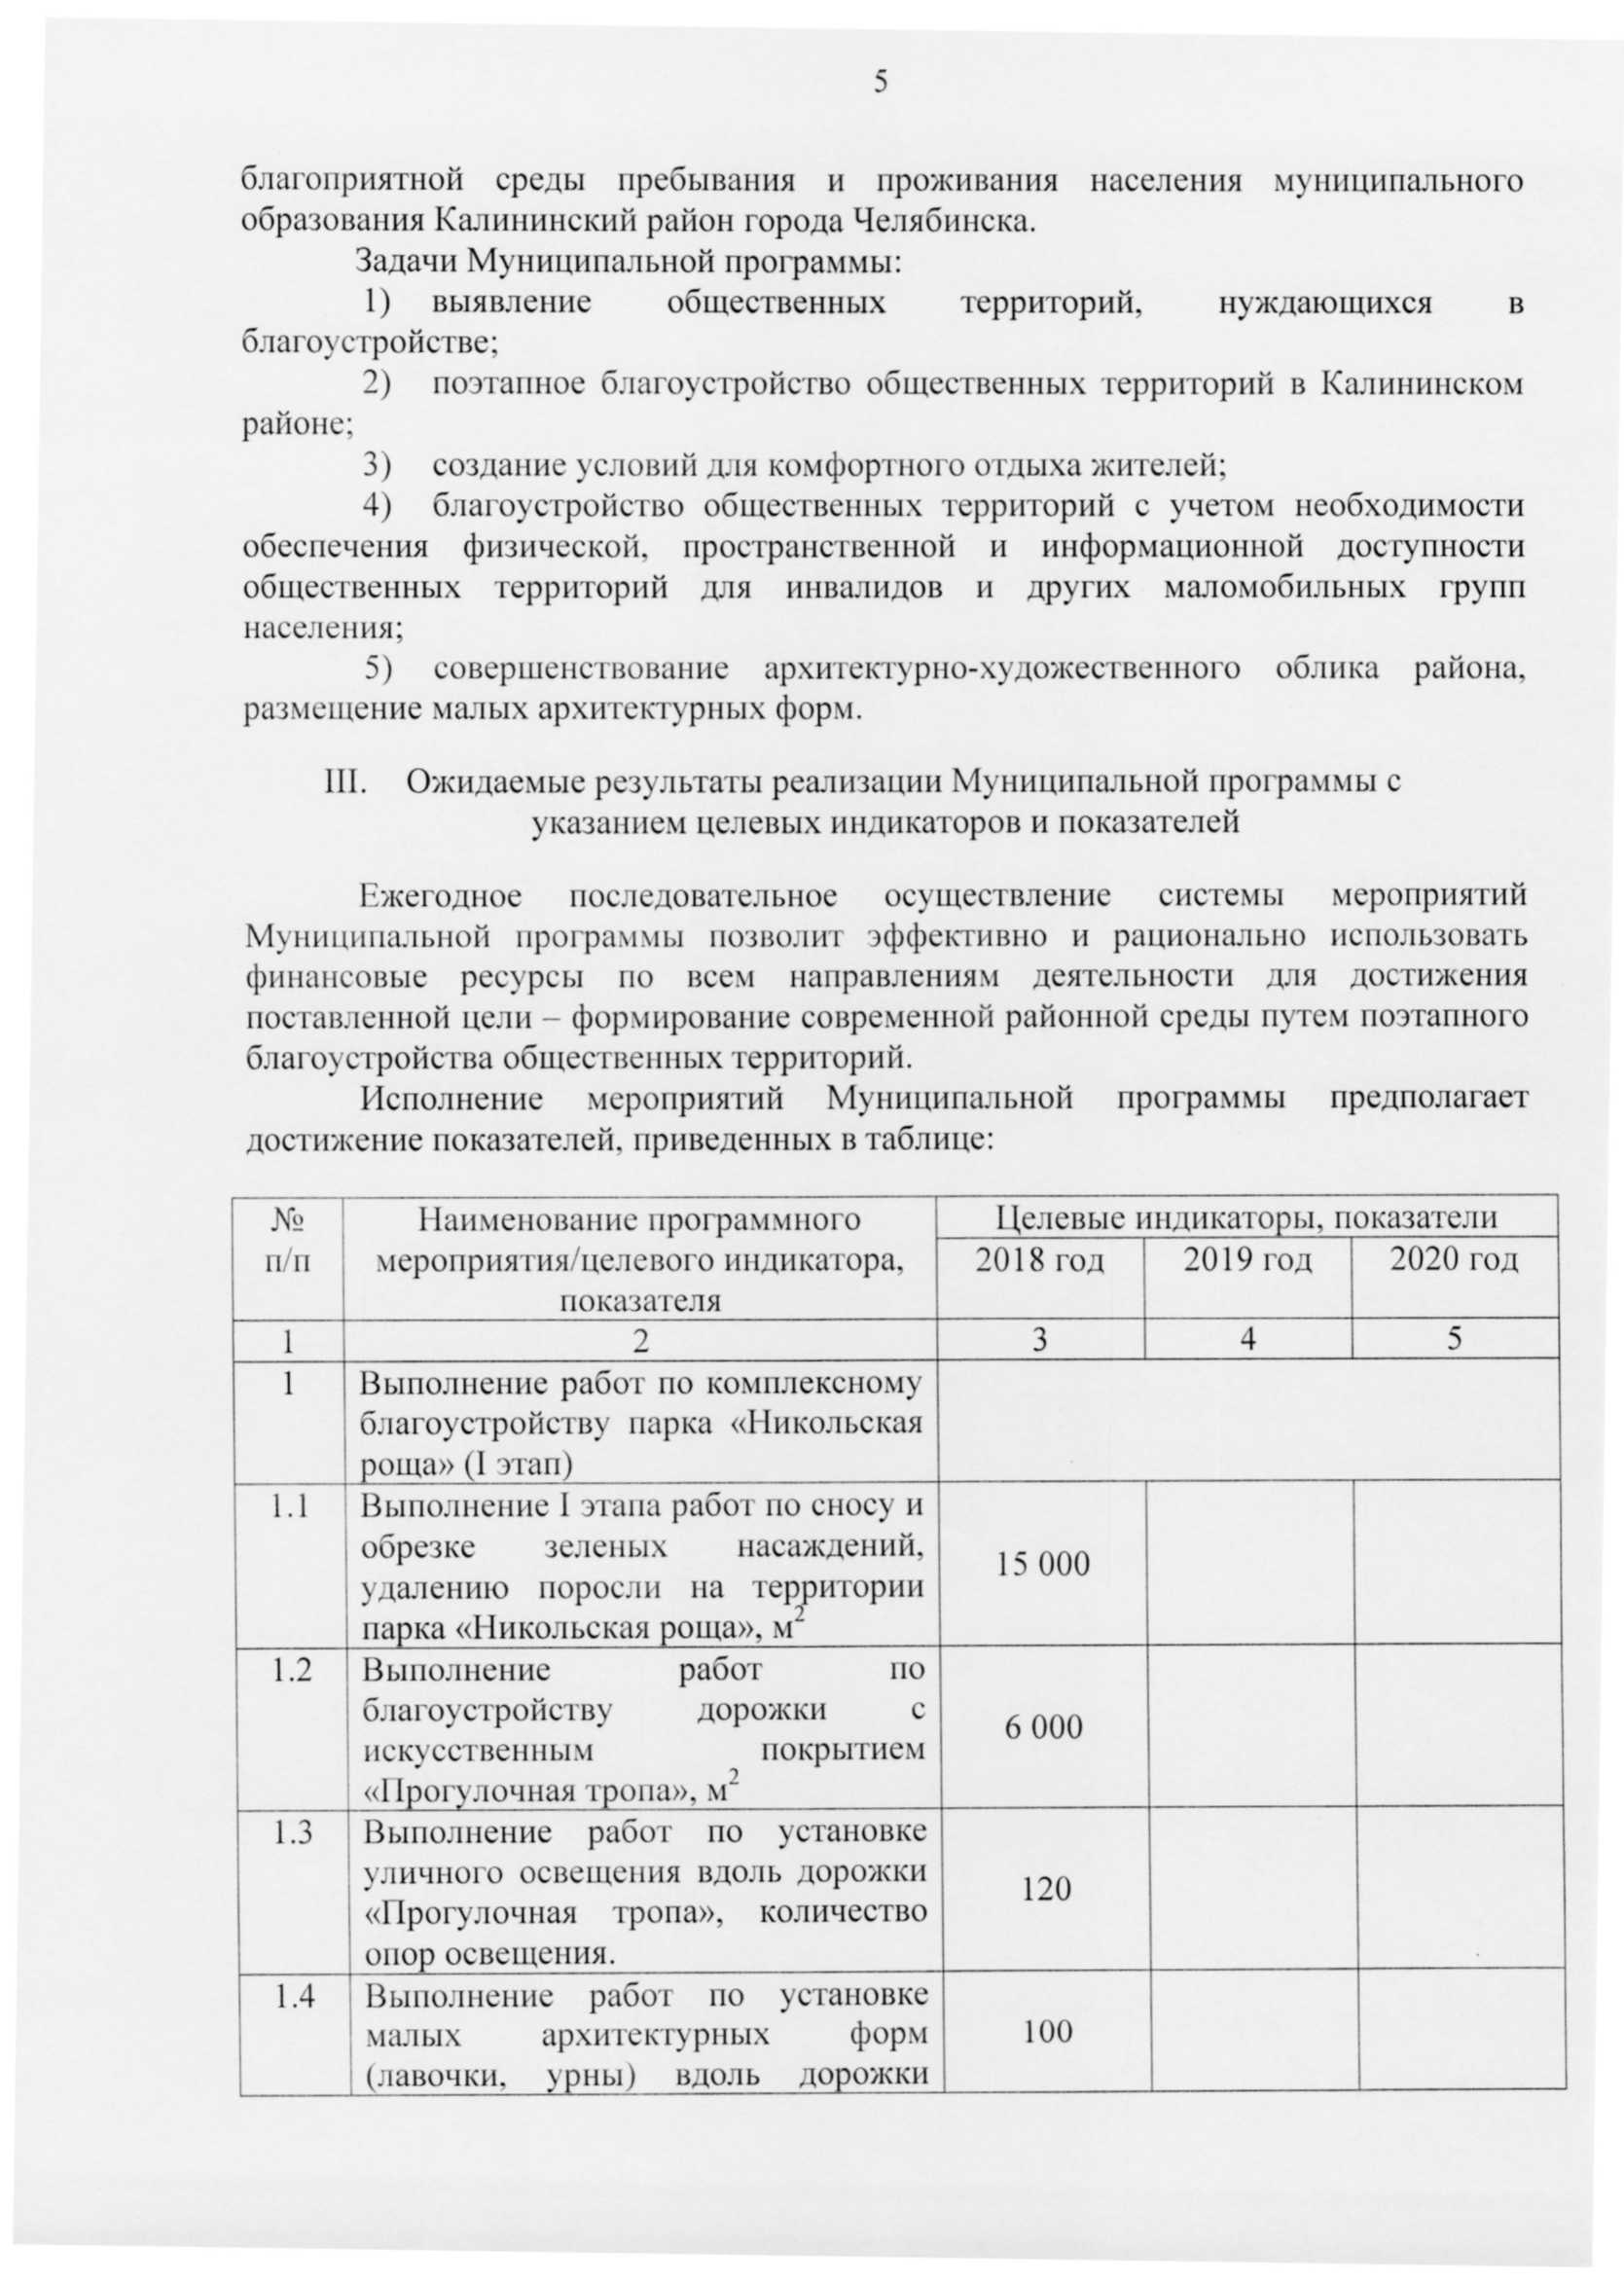 5
благоприятной среды пребывания и проживания населения муниципального
образования Калининский район города Челябинска.
Задачи Муниципальной программы:
1) выявление общественных территорий, нуждающихся в
благоустройстве;
2) поэтапное благоустройство общественных территорий в Калининском
районе;
3) создание условий для комфортного отдыха жителей;
4) благоустройство общественных территорий с учетом необходимости
обеспечения физической, пространственной и информационной доступности
общественных территорий для инвалидов и других маломобильных групп
населения;
5) совершенствование архитектурно-художественного облика района,
размещение малых архитектурных форм.
III. Ожидаемые результаты реализации Муниципальной программы с
указанием целевых индикаторов и показателей
Ежегодное последовательное осуществление системы мероприятий
Муниципальной программы позволит эффективно и рационально использовать
финансовые ресурсы по всем направлениям деятельности для достижения
поставленной цели – формирование современной районной среды путем поэтапного
благоустройства общественных территорий.
Исполнение мероприятий Муниципальной программы предполагает
достижение показателей, приведенных в таблице:
№ Наименование программного Целевые индикаторы, показатели
п/п мероприятия/целевого индикатора, 2018 год 2019 год 2020 год
показателя
1 2 3 4 5
1 Выполнение работ по комплексному
благоустройству парка «Никольская
роща» (I этап)
1.1 Выполнение I этапа работ по сносу и
обрезке зеленых насаждений,
15 000
удалению поросли на территории
парка «Никольская роща», м²
1.2 Выполнение работ по
благоустройству дорожки с
6 000
искусственным покрытием
«Прогулочная тропа», м²
1.3 Выполнение работ по установке
уличного освещения вдоль дорожки
120
«Прогулочная тропа», количество
опор освещения.
1.4 Выполнение работ по установке
малых архитектурных форм 100
(лавочки, урны) вдоль дорожки